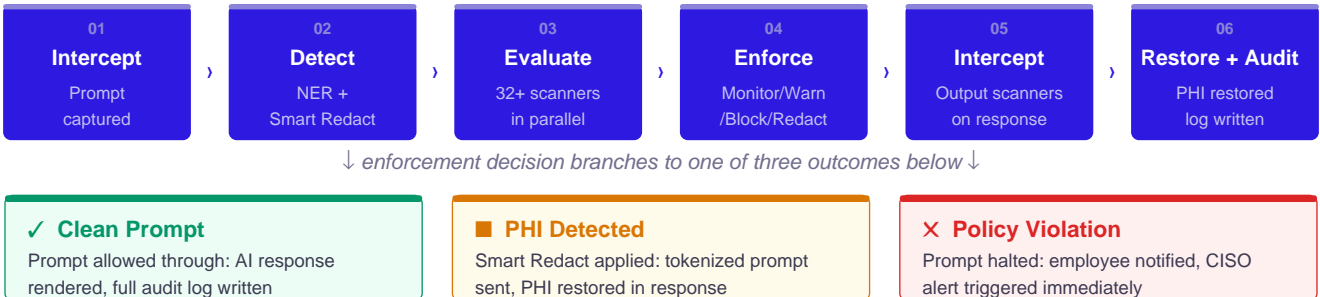 01
Intercept
Prompt
captured
›
02
Detect
NER +
Smart Redact
›
03
Evaluate
32+ scanners
in parallel
›
04
Enforce
Monitor/Warn
/Block/Redact
›
05
Intercept
Output scanners
on response
›
06
Restore + Audit
PHI restored
log written
↓ enforcement decision branches to one of three outcomes below ↓
✓ Clean Prompt
Prompt allowed through: AI response
rendered, full audit log written
■ PHI Detected
Smart Redact applied: tokenized prompt
sent, PHI restored in response
✕ Policy Violation
Prompt halted: employee notified, CISO
alert triggered immediately